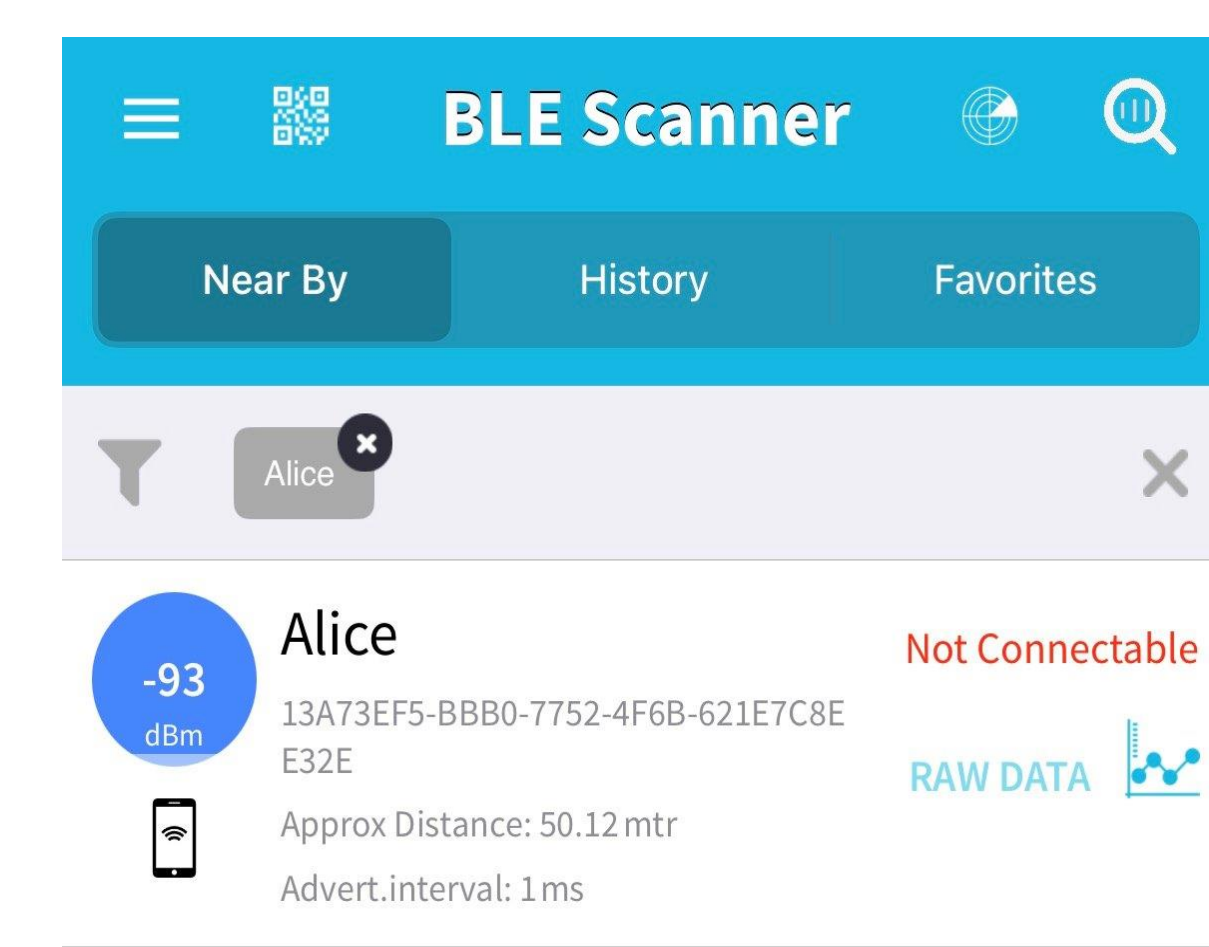 BLE Scanner
Near By
History
Favorites
Alice
Alice
Not Connectable
-93
dBm
13A73EF5-BBB0-7752-4F6B-621E7C8E
E32E
RAW DATA
Approx Distance: 50.12 mtr
Advert.interval: 1 ms